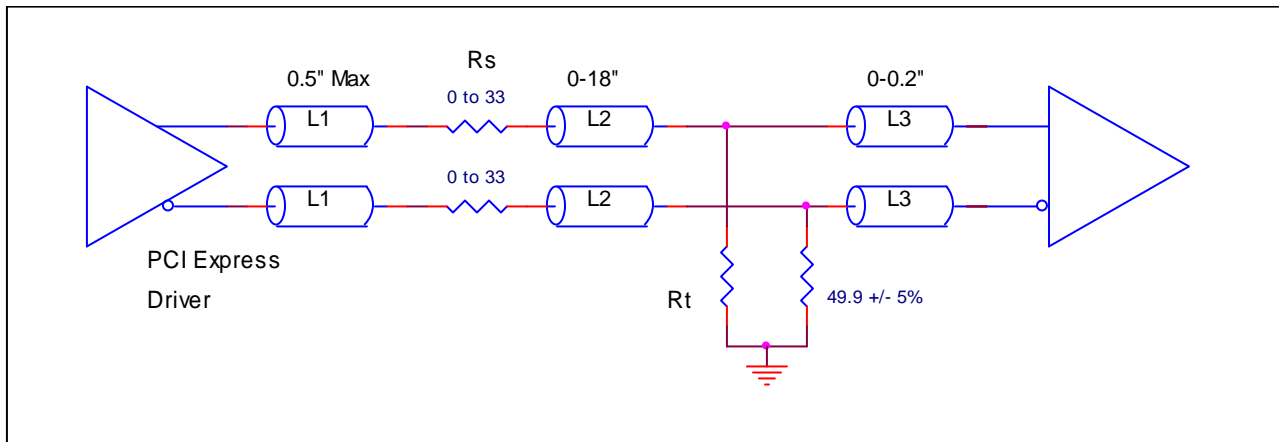 Rs
0.5" Max
0-18"
0-0.2"
0 to 33
L1
L2
L3
0 to 33
L1
L2
L3
PCI Express
Driver
Rt
49.9 +/- 5%